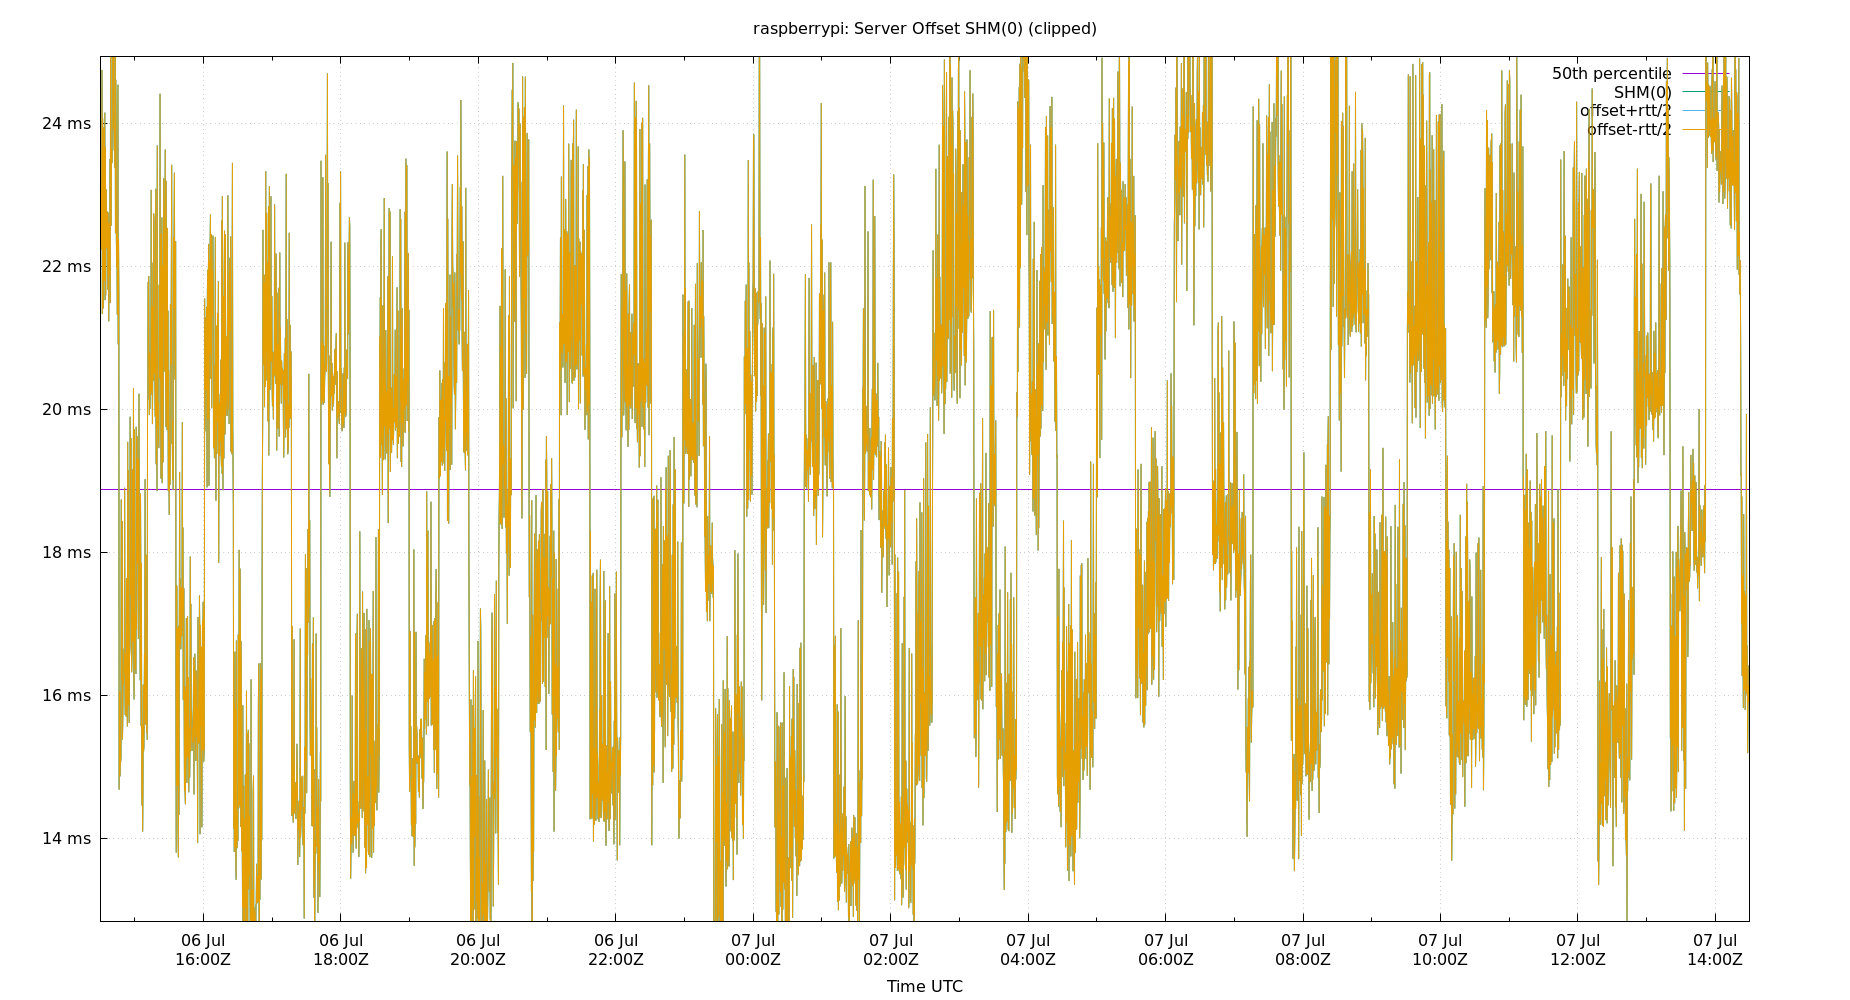 raspberrypi: Server Offset SHM(0) (clipped)
50th percentile
SHM(0)
offset+rtt/2
offset-rtt/2
24 ms
22 ms
20 ms
18 ms
16 ms
14 ms
06 Jul 06 Jul 06 Jul 06 Jul 07 Jul 07 Jul 07 Jul 07 Jul 07 Jul 07 Jul 07 Jul 07 Jul
16:00Z 18:00Z 20:00Z 22:00Z 00:00Z 02:00Z 04:00Z 06:00Z 08:00Z 10:00Z 12:00Z 14:00Z
Time UTC